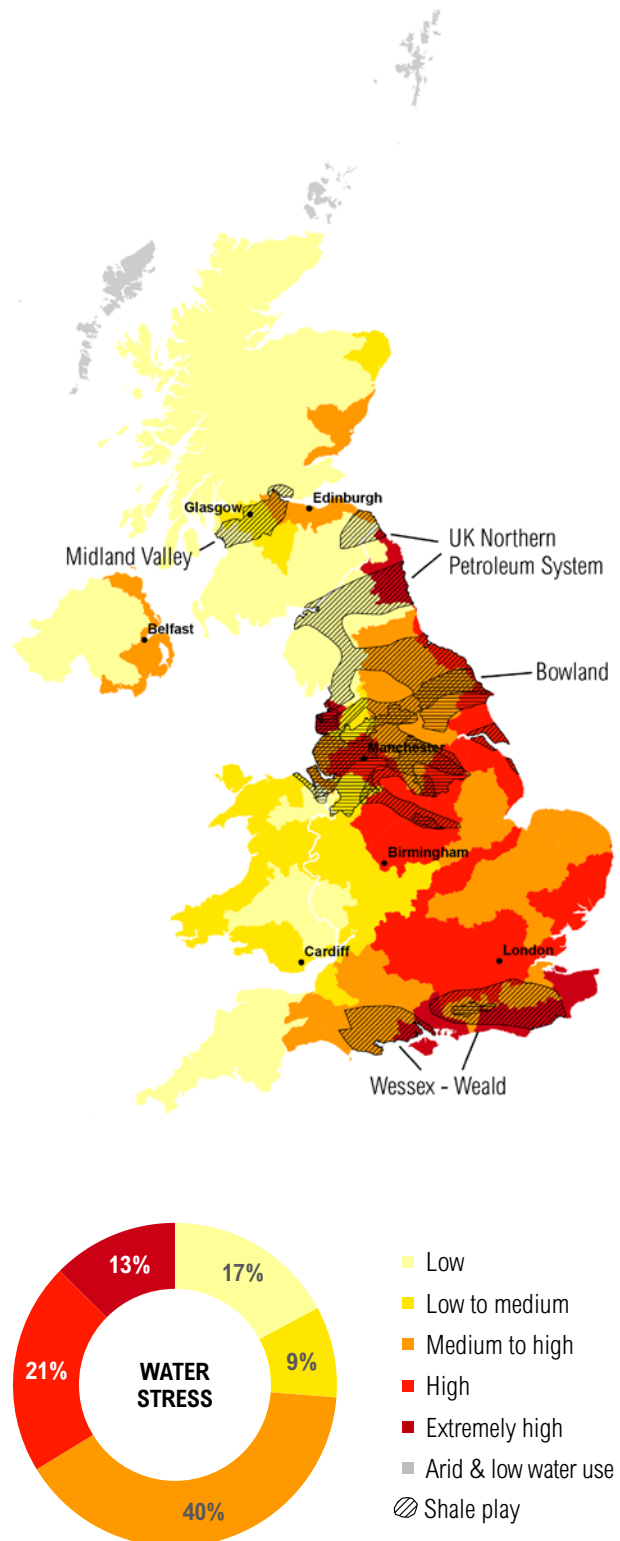 Glasgow
Edinburgh
Midland Valley
UK Northern
Petroleum System
Belfast
Bowland
Manchester
Birmingham
Cardiff
London
Wessex - Weald
13%
17%
9%
21%
40%
WATER
STRESS
Low
Low to medium
Medium to high
High
Extremely high
Arid & low water use
Shale play